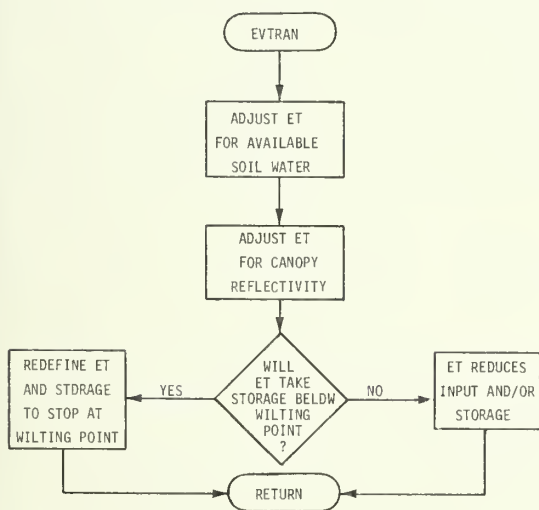 EVTRAN
ADJUST ET
FOR AVAILABLE
SOIL WATER
ADJUST ET
FOR CANOPY
REFLECTIVITY
REDEFINE ET
AND STDRAGE
TO STOP AT
WILTING POINT
YES
WILL
ET TAKE
STORAGE BELOW
WILTING
POINT
?
NO
ET REDUCES
INPUT AND/OR
STORAGE
RETURN